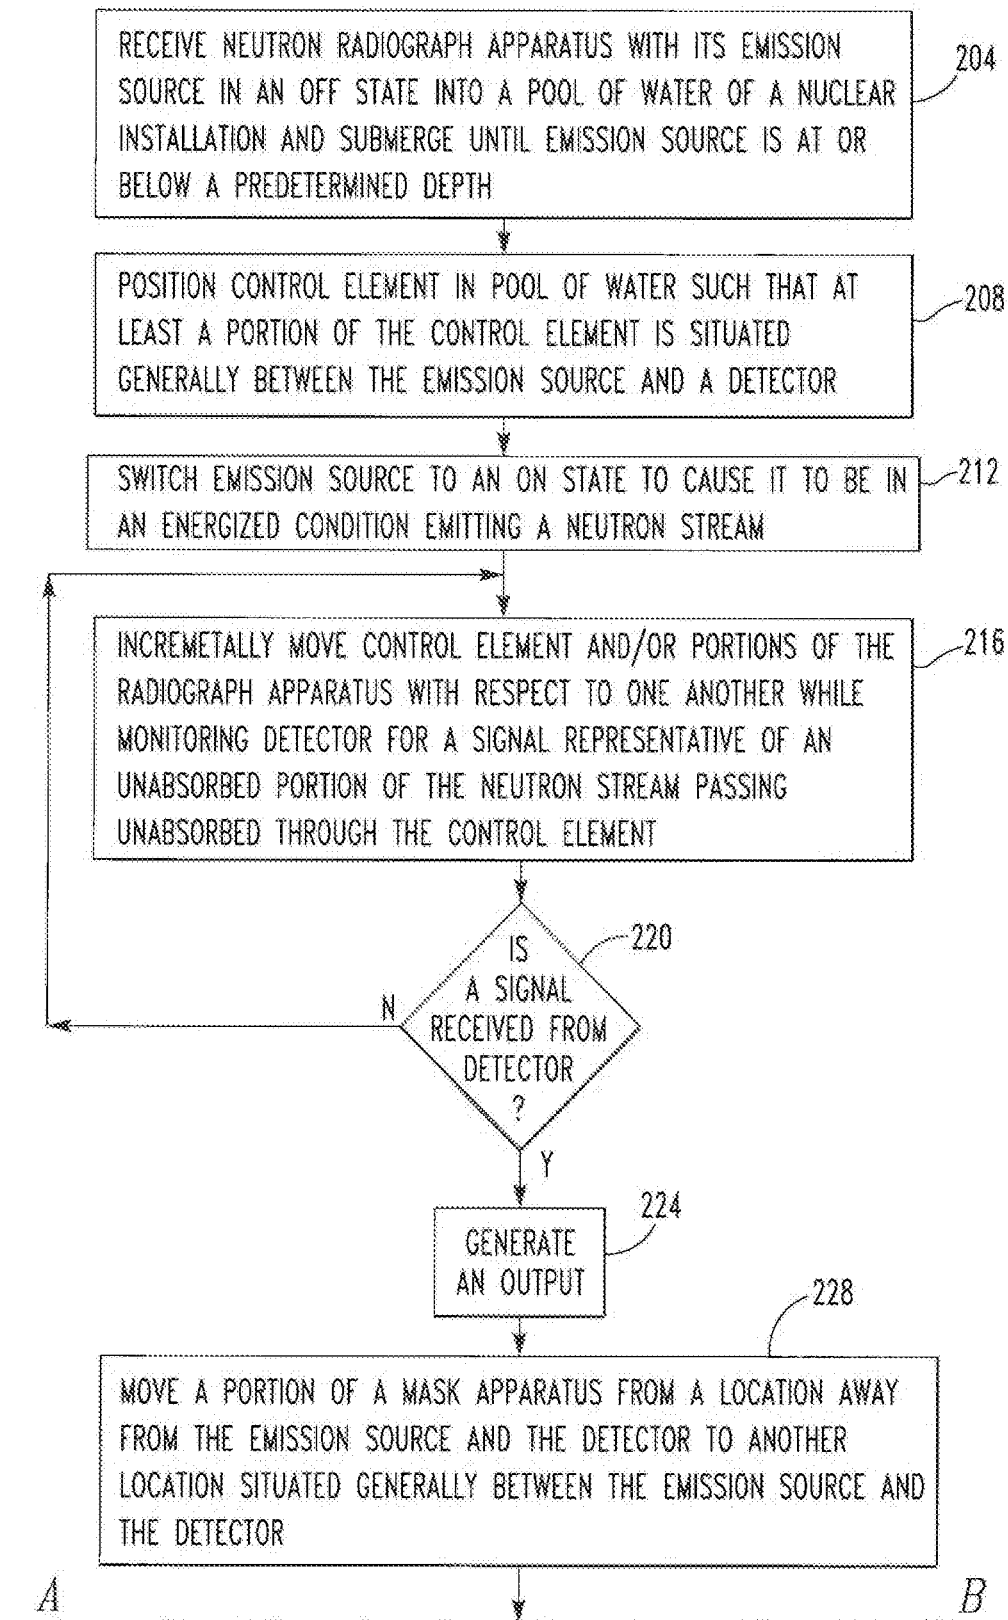 RECEIVE NEUTRON RADIOGRAPH APPARATUS WITH ITS EMISSION
SOURCE IN AN OFF STATE INTO A POOL OF WATER OF A NUCLEAR
INSTALLATION AND SUBMERGE UNTIL EMISSION SOURCE IS AT OR
BELOW A PREDETERMINED DEPTH
204
POSITION CONTROL ELEMENT IN POOL OF WATER SUCH THAT AT
LEAST A PORTION OF THE CONTROL ELEMENT IS SITUATED
GENERALLY BETWEEN THE EMISSION SOURCE AND A DETECTOR
208
SWITCH EMISSION SOURCE TO AN ON STATE TO CAUSE IT TO BE IN
AN ENERGIZED CONDITION EMITTING A NEUTRON STREAM
212
INCREMETALLY MOVE CONTROL ELEMENT AND/OR PORTIONS OF THE
RADIOGRAPH APPARATUS WITH RESPECT TO ONE ANOTHER WHILE
MONITORING DETECTOR FOR A SIGNAL REPRESENTATIVE OF AN
UNABSORBED PORTION OF THE NEUTRON STREAM PASSING
UNABSORBED THROUGH THE CONTROL ELEMENT
216
IS
A SIGNAL
RECEIVED FROM
DETECTOR
?
220
N
Y
GENERATE
AN OUTPUT
224
228
MOVE A PORTION OF A MASK APPARATUS FROM A LOCATION AWAY
FROM THE EMISSION SOURCE AND THE DETECTOR TO ANOTHER
LOCATION SITUATED GENERALLY BETWEEN THE EMISSION SOURCE AND
THE DETECTOR
A
B